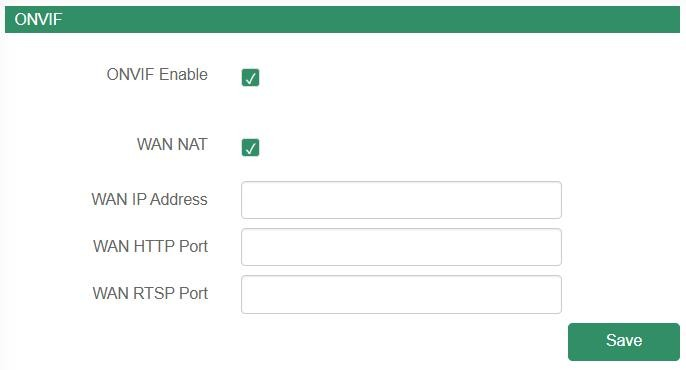 ONVIF
ONVIF Enable
WAN NAT
WAN IP Address
WAN HTTP Port
WAN RTSP Port
Save